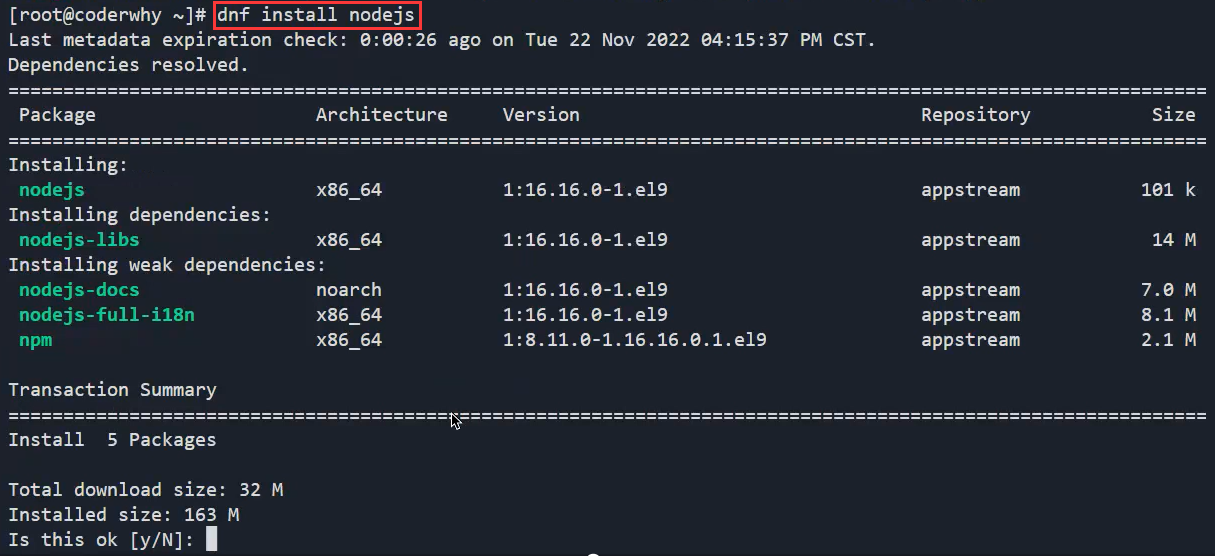 [root@coderwhy ~]# dnf install nodejs
Last metadata expiration check: 0:00:26 ago on Tue 22 Nov 2022 04:15:37 PM CST.
Dependencies resolved.
================================================================================
Package Architecture Version Repository Size
================================================================================
Installing:
nodejs x86_64 1:16.16.0-1.el9 appstream 101 k
Installing dependencies:
nodejs-libs x86_64 1:16.16.0-1.el9 appstream 14 M
Installing weak dependencies:
nodejs-docs noarch 1:16.16.0-1.el9 appstream 7.0 M
nodejs-full-i18n x86_64 1:16.16.0-1.el9 appstream 8.1 M
npm x86_64 1:8.11.0-1.16.16.0.1.el9 appstream 2.1 M
Transaction Summary
================================================================================
Install 5 Packages
Total download size: 32 M
Installed size: 163 M
Is this ok [y/N]: